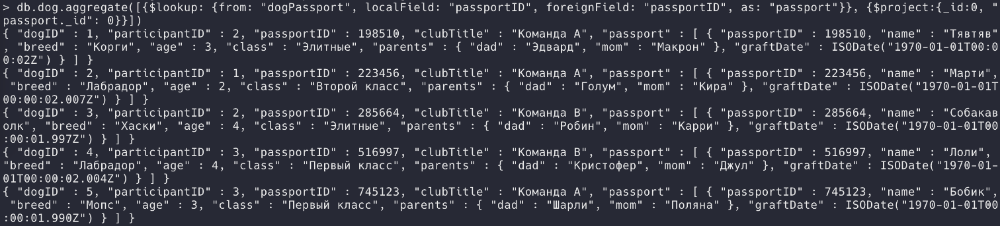 > db.dog.aggregate([{$lookup: {from: "dogPassport", localField: "passportID", foreignField: "passportID", as: "passport"}}, {$project:{_id:0, "
passport._id": 0}}])
{ "dogID" : 1, "participantID" : 2, "passportID" : 198510, "clubTitle" : "Команда А", "passport" : [ { "passportID" : 198510, "name" : "Тявтяв"
, "breed" : "Корги", "age" : 3, "class" : "Элитные", "parents" : { "dad" : "Эдвард", "mom" : "Макрон" }, "graftDate" : ISODate("1970-01-01T00:0
0:02Z") } ] }
{ "dogID" : 2, "participantID" : 1, "passportID" : 223456, "clubTitle" : "Команда А", "passport" : [ { "passportID" : 223456, "name" : "Марти",
"breed" : "Лабрадор", "age" : 2, "class" : "Второй класс", "parents" : { "dad" : "Голум", "mom" : "Кира" }, "graftDate" : ISODate("1970-01-01T
00:00:02.007Z") } ] }
{ "dogID" : 3, "participantID" : 2, "passportID" : 285664, "clubTitle" : "Команда В", "passport" : [ { "passportID" : 285664, "name" : "Собакав
олк", "breed" : "Хаски", "age" : 4, "class" : "Элитные", "parents" : { "dad" : "Робин", "mom" : "Карри" }, "graftDate" : ISODate("1970-01-01T00
:00:01.997Z") } ] }
{ "dogID" : 4, "participantID" : 3, "passportID" : 516997, "clubTitle" : "Команда В", "passport" : [ { "passportID" : 516997, "name" : "Лоли",
"breed" : "Лабрадор", "age" : 4, "class" : "Первый класс", "parents" : { "dad" : "Кристофер", "mom" : "Джул" }, "graftDate" : ISODate("1970-01-
01T00:00:02.004Z") } ] }
{ "dogID" : 5, "participantID" : 3, "passportID" : 745123, "clubTitle" : "Команда А", "passport" : [ { "passportID" : 745123, "name" : "Бобик",
"breed" : "Мопс", "age" : 3, "class" : "Первый класс", "parents" : { "dad" : "Шарли", "mom" : "Поляна" }, "graftDate" : ISODate("1970-01-01T00
:00:01.990Z") } ] }